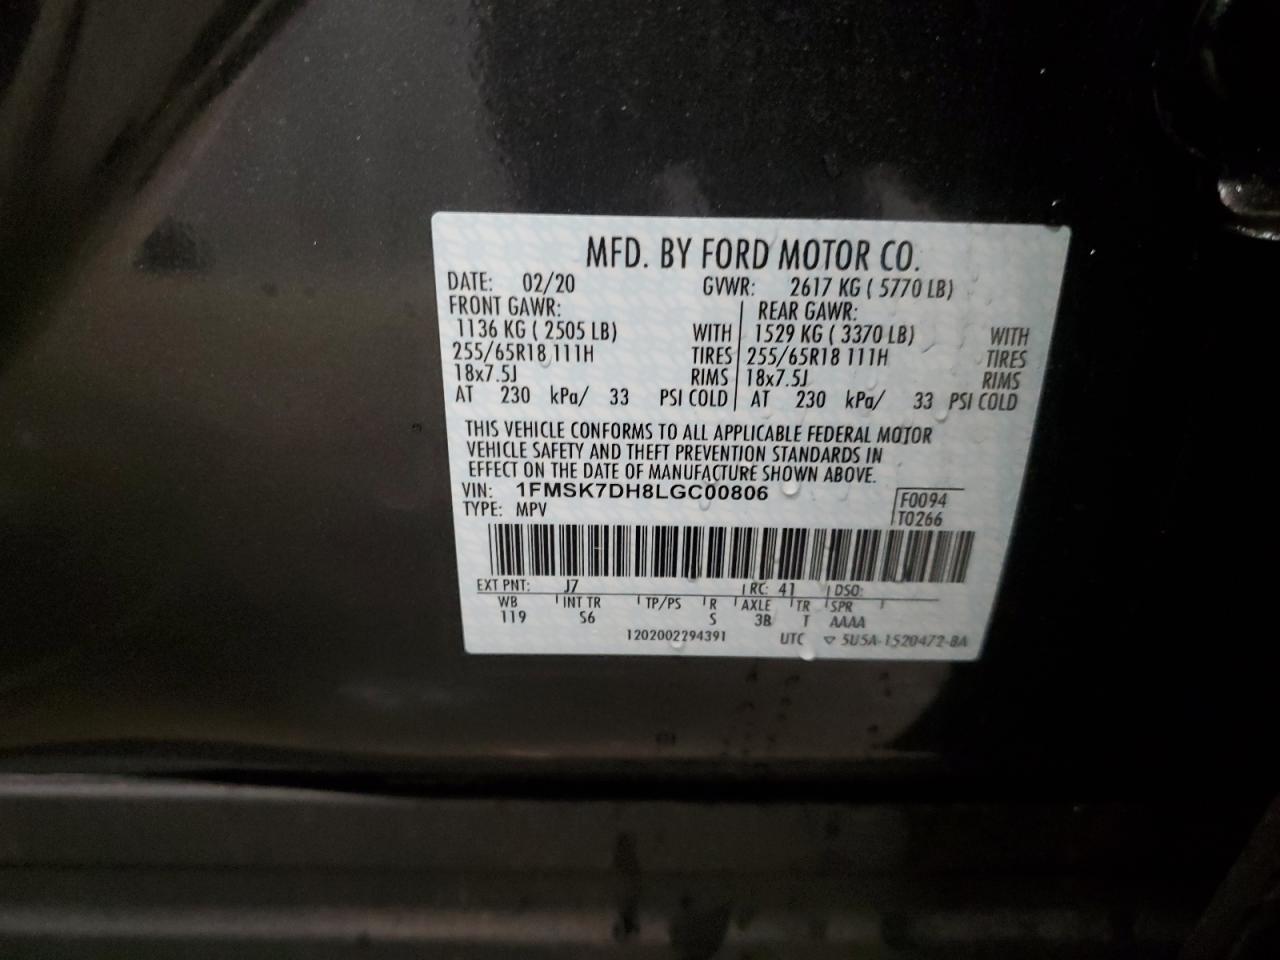 MFD. BY FORD MOTOR CO.
DATE: 02/20 GVWR: 2617 KG ( 5770 LB)
FRONT GAWR: REAR GAWR:
1136 KG ( 2505 LB) WITH 1529 KG ( 3370 LB) WITH
255/65R18 111H TIRES 255/65R18 111H TIRES
18x7.5J RIMS 18x7.5J RIMS
AT 230 kPa/ 33 PSI COLD AT 230 kPa/ 33 PSI COLD
THIS VEHICLE CONFORMS TO ALL APPLICABLE FEDERAL MOTOR
VEHICLE SAFETY AND THEFT PREVENTION STANDARDS IN
EFFECT ON THE DATE OF MANUFACTURE SHOWN ABOVE.
VIN: 1FMSK7DH8LGC00806 F0094
TYPE: MPV T0266
EXT PNT: J7 RC: 41 DSO:
WB INT TR TP/PS R AXLE TR SPR
119 S6 S 3B T AAAA
1202002294391 UTC ▽ 5U5A-1520472-BA